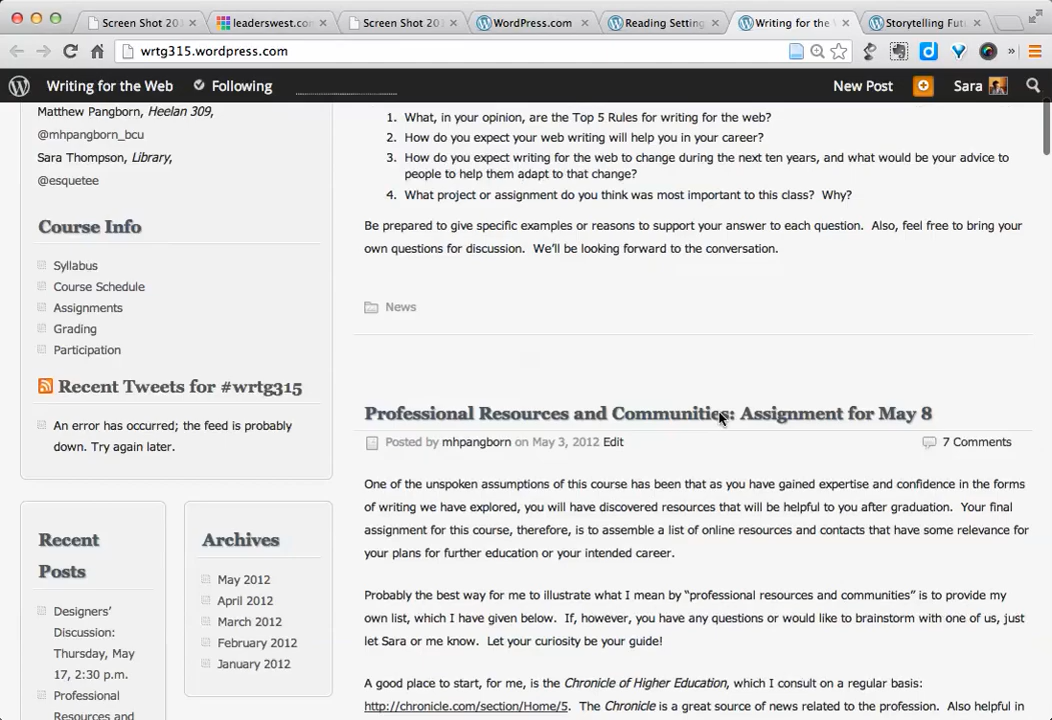 Screen Shot 201
leaderswest.com
Screen Shot 201
WordPress.com
Reading Setting
Writing for the
Storytelling Fut
wrtg315.wordpress.com
Writing for the Web
Following
New Post
Sara
Matthew Pangborn, Heelan 309,
@mhpangborn_bcu
Sara Thompson, Library,
@esquetee
Course Info
Syllabus
Course Schedule
Assignments
Grading
Participation
Recent Tweets for #wrtg315
An error has occurred; the feed is probably
down. Try again later.
Recent
Posts
Designers’
Discussion:
Thursday, May
17, 2:30 p.m.
Professional
Resources and
Archives
May 2012
April 2012
March 2012
February 2012
January 2012
1. What, in your opinion, are the Top 5 Rules for writing for the web?
2. How do you expect your web writing will help you in your career?
3. How do you expect writing for the web to change during the next ten years, and what would be your advice to
people to help them adapt to that change?
4. What project or assignment do you think was most important to this class? Why?
Be prepared to give specific examples or reasons to support your answer to each question. Also, feel free to bring your
own questions for discussion. We’ll be looking forward to the conversation.
News
Professional Resources and Communities: Assignment for May 8
Posted by mhpangborn on May 3, 2012 Edit
7 Comments
One of the unspoken assumptions of this course has been that as you have gained expertise and confidence in the forms
of writing we have explored, you will have discovered resources that will be helpful to you after graduation. Your final
assignment for this course, therefore, is to assemble a list of online resources and contacts that have some relevance for
your plans for further education or your intended career.
Probably the best way for me to illustrate what I mean by “professional resources and communities” is to provide my
own list, which I have given below. If, however, you have any questions or would like to brainstorm with one of us, just
let Sara or me know. Let your curiosity be your guide!
A good place to start, for me, is the Chronicle of Higher Education, which I consult on a regular basis:
http://chronicle.com/section/Home/5. The Chronicle is a great source of news related to the profession. Also helpful in